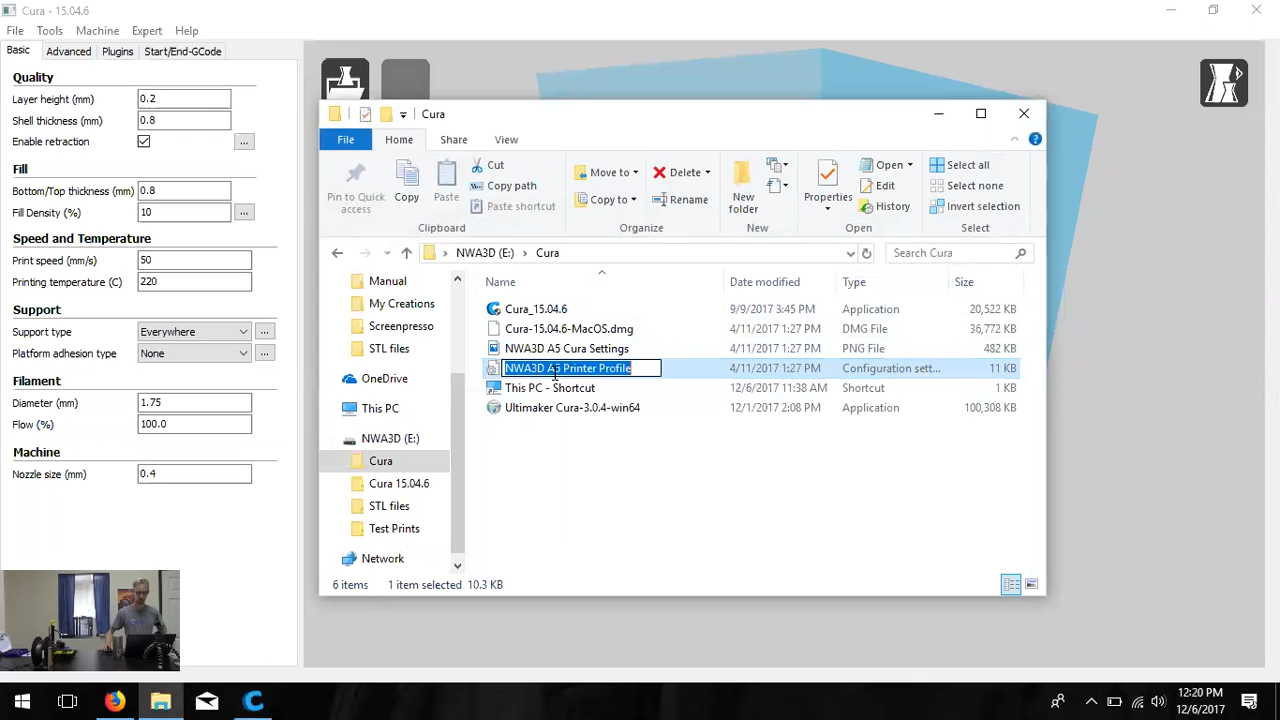 Cura - 15.04.6
File Tools Machine Expert Help
Basic Advanced Plugins Start/End-GCode
Quality
Layer height (mm) 0.2
Shell thickness (mm) 0.8
Enable retraction ...
Fill
Bottom/Top thickness (mm) 0.8
Fill Density (%) 10 ...
Speed and Temperature
Print speed (mm/s) 50
Printing temperature (C) 220
Support
Support type Everywhere ...
Platform adhesion type None ...
Filament
Diameter (mm) 1.75
Flow (%) 100.0
Machine
Nozzle size (mm) 0.4
Cura
File Home Share View
Pin to Quick access
Copy
Paste
Cut
Copy path
Paste shortcut
Clipboard
Move to
Copy to
Delete
Rename
Organize
New folder
New
Properties
Open
Edit
History
Open
Select all
Select none
Invert selection
Select
NWA3D (E:) Cura
Search Cura
Manual
My Creations
Screenpresso
STL files
OneDrive
This PC
NWA3D (E:)
Cura
Cura 15.04.6
STL files
Test Prints
Network
Name Date modified Type Size
Cura_15.04.6 9/9/2017 3:45 PM Application 20,522 KB
Cura-15.04.6-MacOS.dmg 4/11/2017 1:27 PM DMG File 36,772 KB
NWA3D A5 Cura Settings 4/11/2017 1:27 PM PNG File 482 KB
NWA3D A5 Printer Profile 4/11/2017 1:27 PM Configuration sett... 11 KB
This PC - Shortcut 12/6/2017 11:38 AM Shortcut 1 KB
Ultimaker Cura-3.0.4-win64 12/1/2017 2:08 PM Application 100,308 KB
6 items 1 item selected 10.3 KB
12:20 PM
12/6/2017